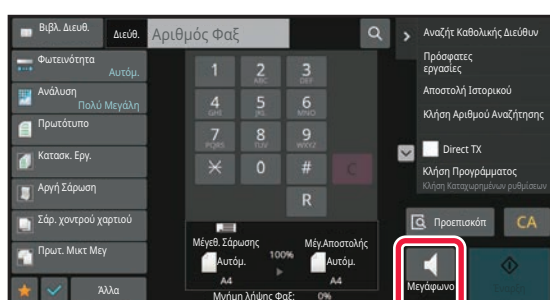 Βιβλ. Διευθ.
Διεύθ.
Αριθμός Φαξ
Φωτεινότητα
Αυτόμ.
Ανάλυση
Πολύ Μεγάλη
Πρωτότυπο
Κατασκ. Εργ.
Αργή Σάρωση
Σάρ. χοντρού χαρτιού
Πρωτ. Μικτ Μεγ
Άλλα
1
2
ABC
3
DEF
4
GHI
5
JKL
6
MNO
7
PQRS
8
TUV
9
WXYZ
0
#
C
R
Μέγεθ. Σάρωσης
Αυτόμ.
A4
100%
Μέγ.Αποστολής
Αυτόμ.
A4
Μνήμη λήψης Φαξ: 0%
Αναζήτ Καθολικής Διεύθυν
Πρόσφατες
εργασίες
Αποστολή Ιστορικού
Κλήση Αριθμού Αναζήτησης
Direct TX
Κλήση Προγράμματος
Κλήση Καταχωρημένων ρυθμίσεων
Προεπισκόπ
CA
Μεγάφωνο